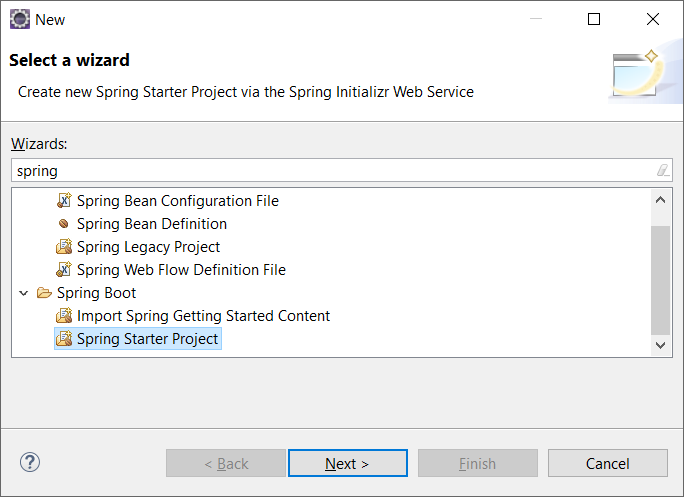 New
Select a wizard
Create new Spring Starter Project via the Spring Initializr Web Service
Wizards:
spring
Spring Bean Configuration File
Spring Bean Definition
Spring Legacy Project
Spring Web Flow Definition File
Spring Boot
Import Spring Getting Started Content
Spring Starter Project
? < Back Next > Finish Cancel